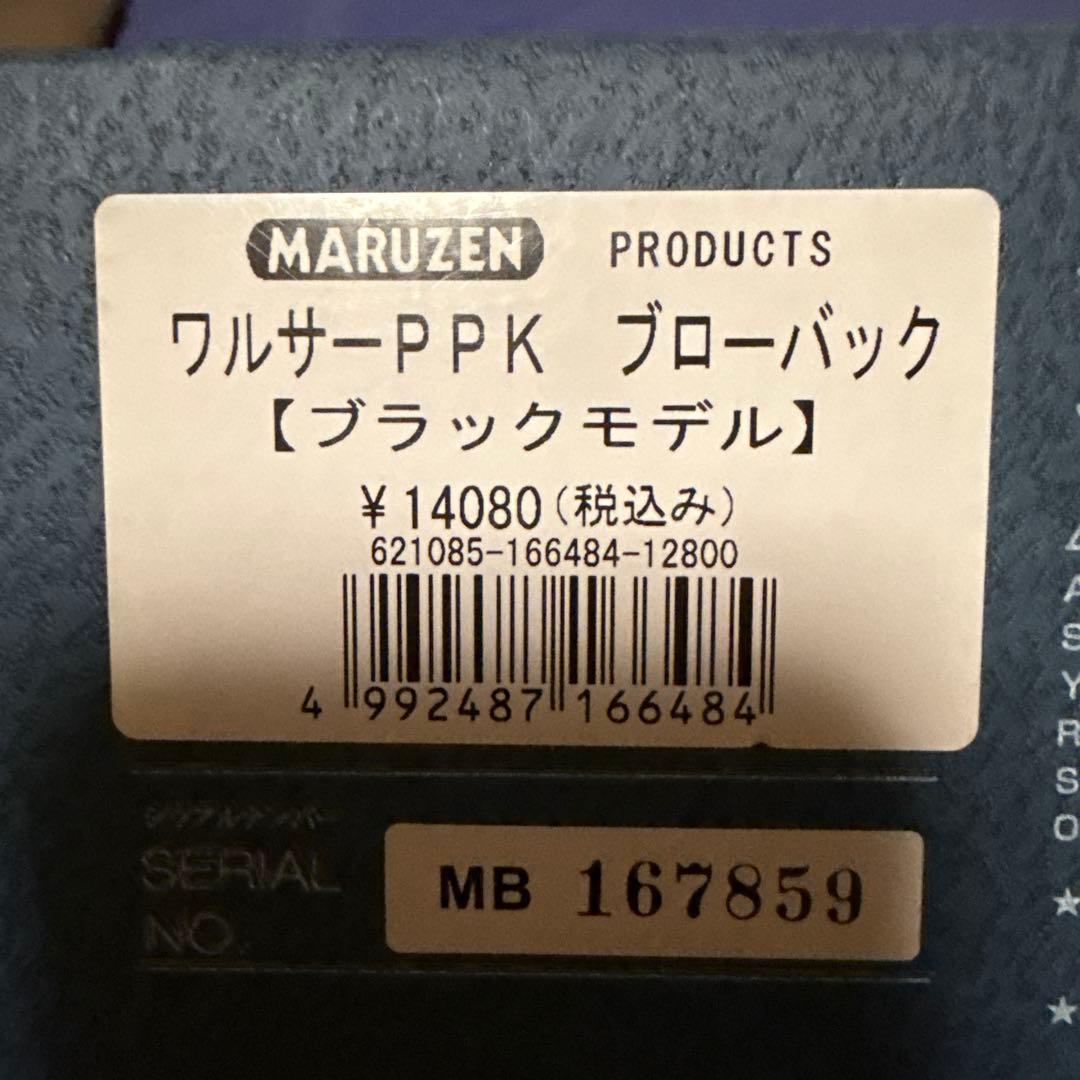 MARUZEN PRODUCTS
ワルサーPPK ブローバック
【ブラックモデル】
¥14080(税込み)
621085-166484-12800
4 992487 166484
シリアルナンバー
SERIAL
NO.
MB 167859